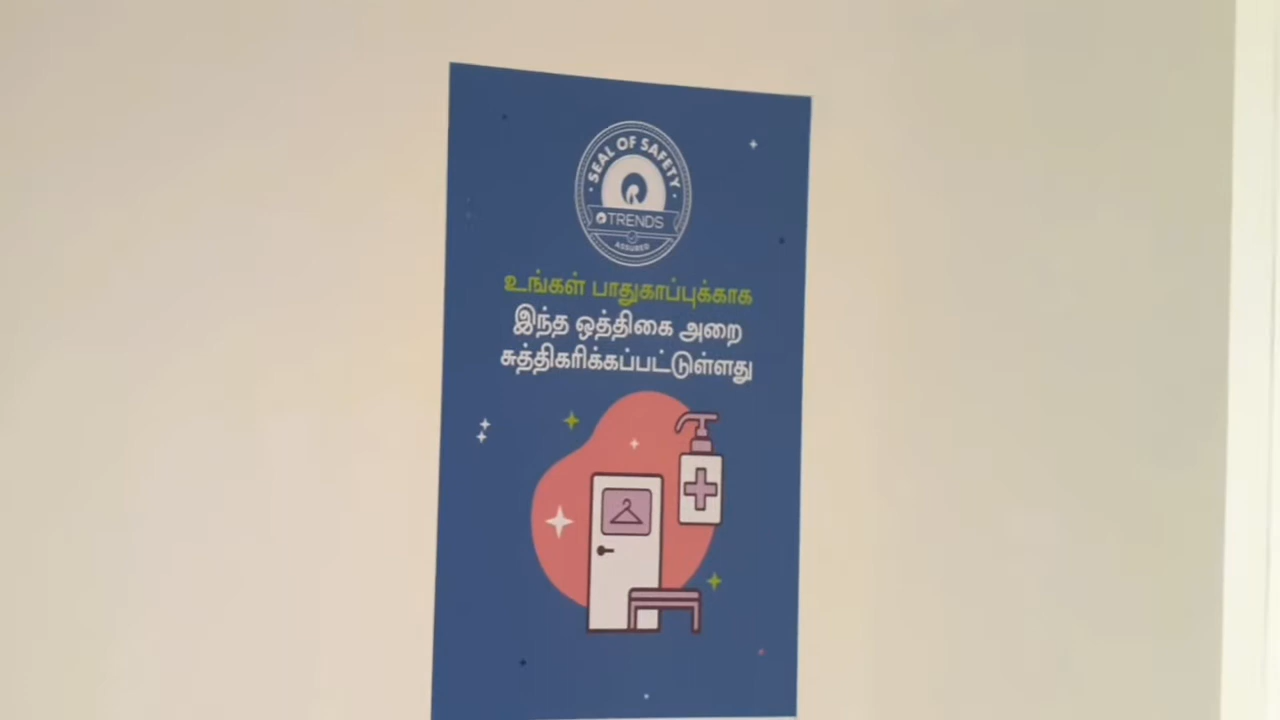 SEAL OF SAFETY
TRENDS
ASSURED
உங்கள் பாதுகாப்புக்காக
இந்த ஒத்திகை அறை
சுத்திகரிக்கப்பட்டுள்ளது